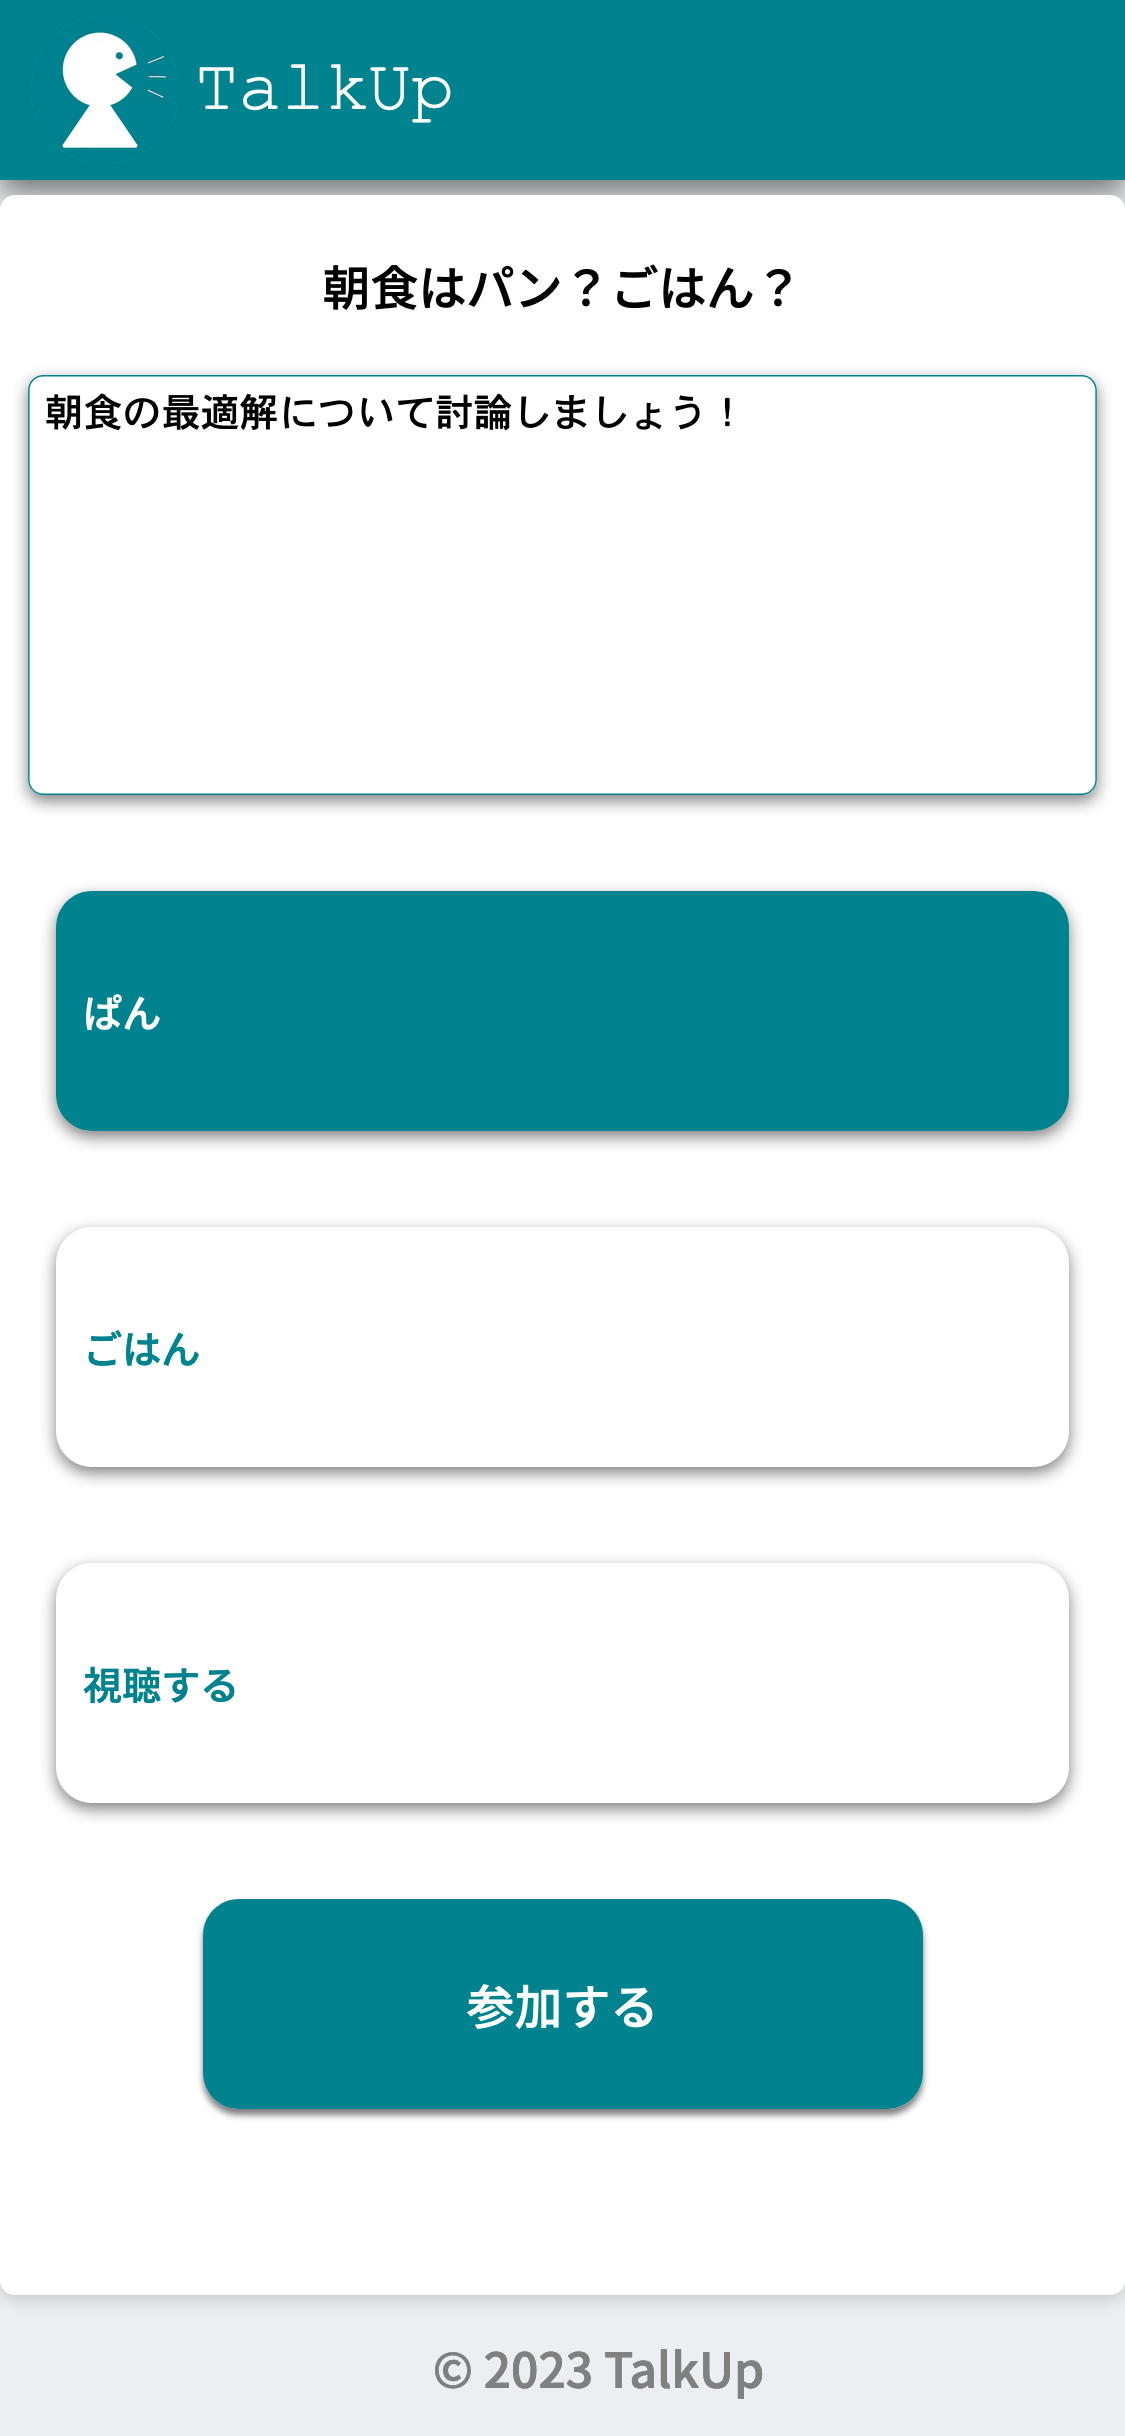 TalkUp
朝食はパン？ごはん？
朝食の最適解について討論しましょう！
ぱん
ごはん
視聴する
参加する
© 2023 TalkUp